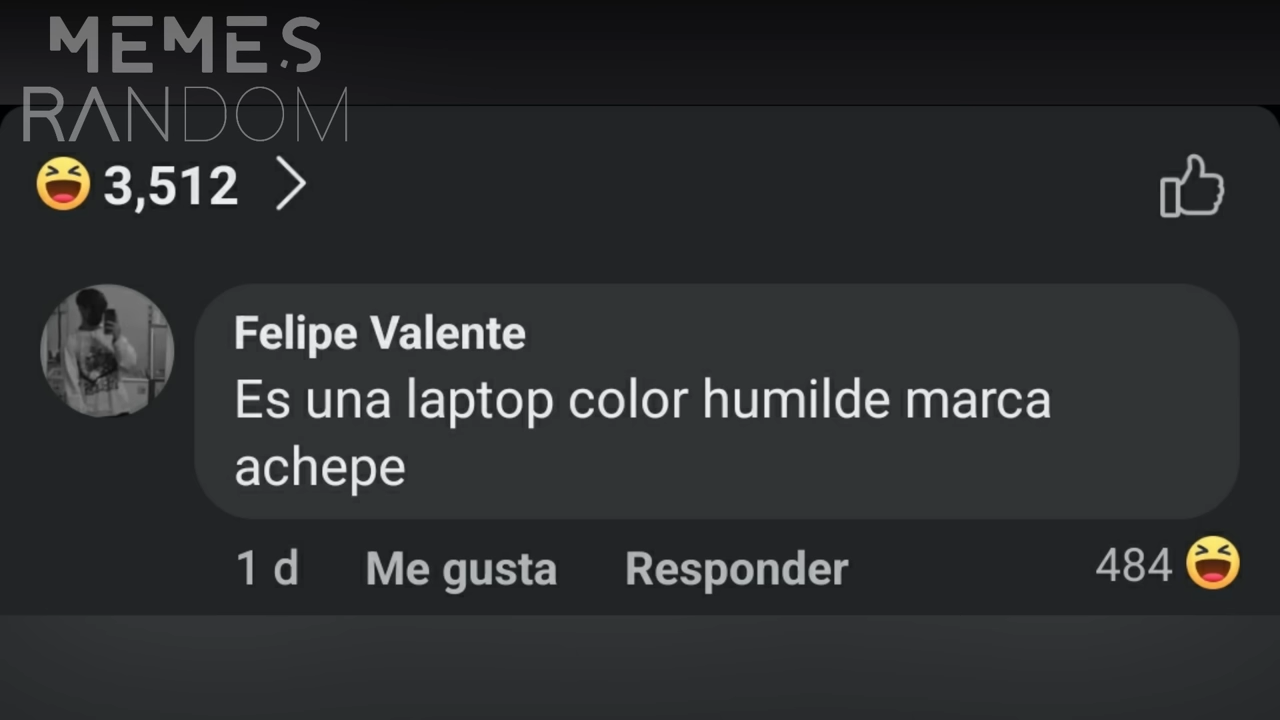 MEMES
RANDOM
3,512
Felipe Valente
Es una laptop color humilde marca
achepe
1 d Me gusta Responder 484